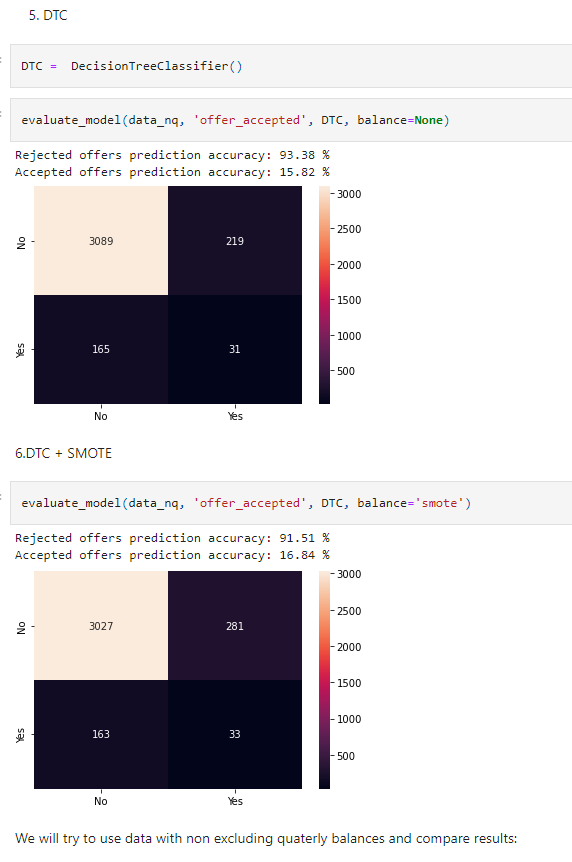 5. DTC
DTC = DecisionTreeClassifier()
evaluate_model(data_nq, 'offer_accepted', DTC, balance=None)
Rejected offers prediction accuracy: 93.38 %
Accepted offers prediction accuracy: 15.82 %
3000
No
3089
219
2500
2000
1500
1000
Yes
165
31
500
No
Yes
6.DTC + SMOTE
evaluate_model(data_nq, 'offer_accepted', DTC, balance='smote')
Rejected offers prediction accuracy: 91.51 %
Accepted offers prediction accuracy: 16.84 %
3000
No
3027
281
2500
2000
1500
1000
Yes
163
33
500
No
Yes
We will try to use data with non excluding quaterly balances and compare results: